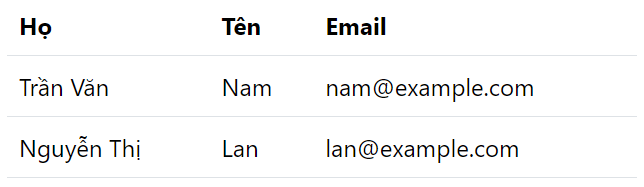 Họ Tên Email
Trần Văn Nam nam@example.com
Nguyễn Thị Lan lan@example.com